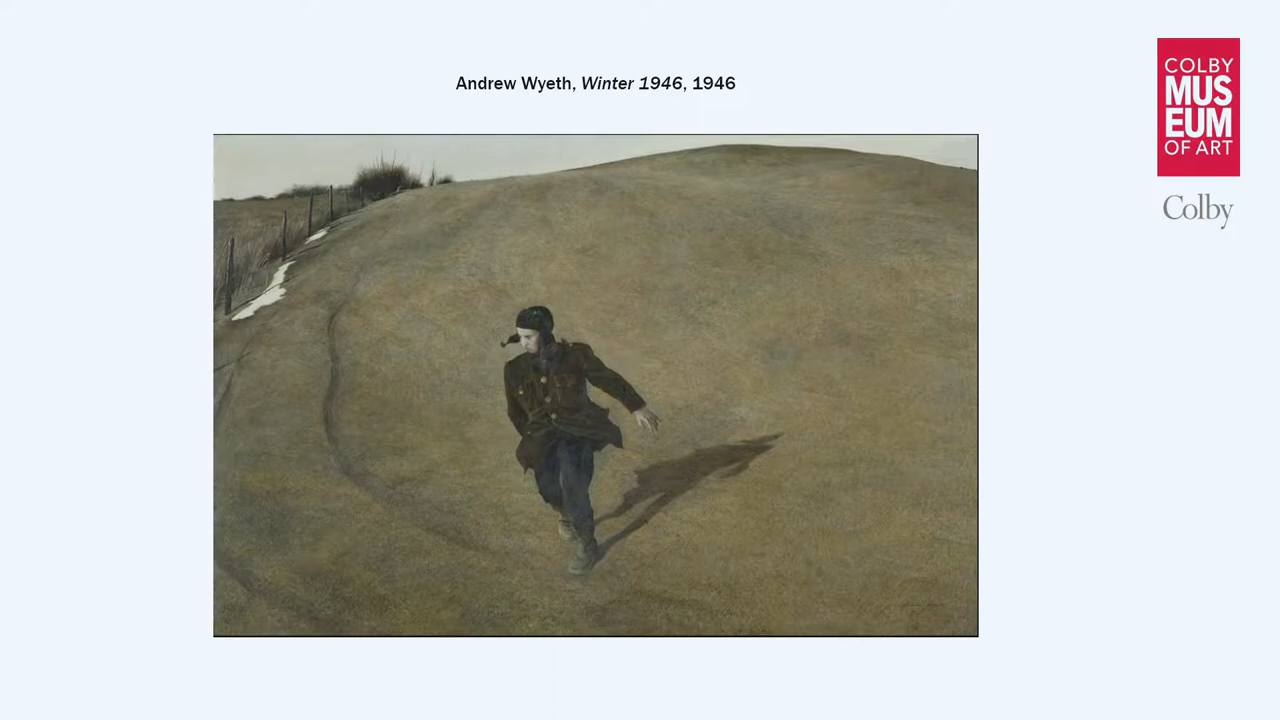 Andrew Wyeth, Winter 1946, 1946
COLBY
MUS
EUM
OF ART
Colby